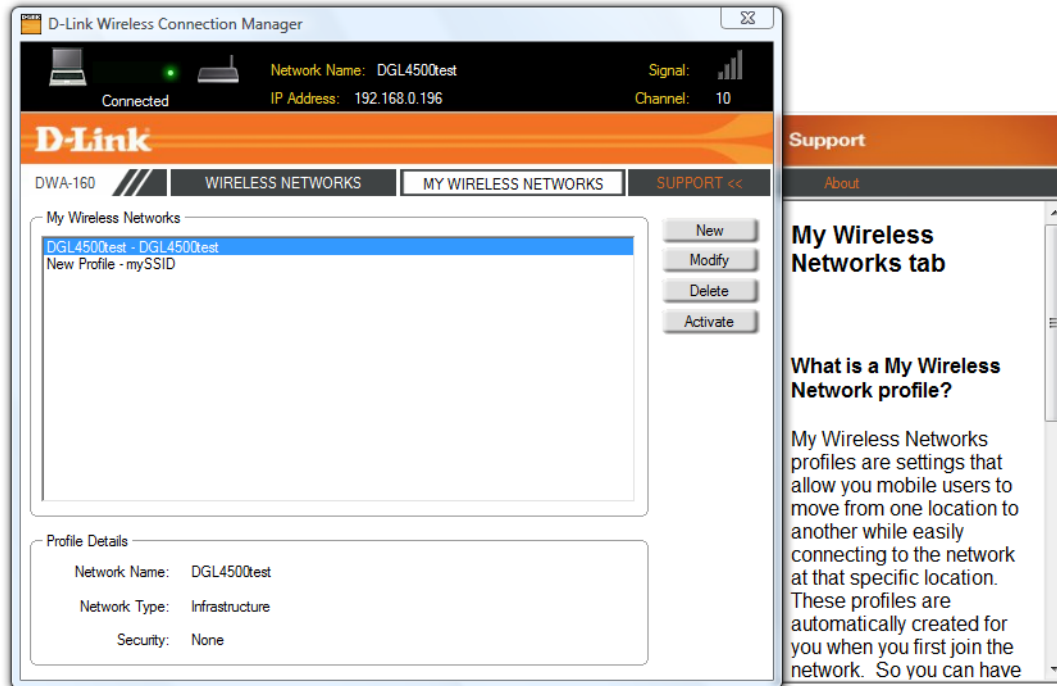 D-Link Wireless Connection Manager
Network Name: DGL4500test
Signal:
Connected
IP Address: 192.168.0.196
Channel: 10
D-Link
DWA-160
WIRELESS NETWORKS
MY WIRELESS NETWORKS
SUPPORT <<
My Wireless Networks
DGL4500test - DGL4500test
New Profile - mySSID
New
Modify
Delete
Activate
Profile Details
Network Name: DGL4500test
Network Type: Infrastructure
Security: None
Support
About
My Wireless
Networks tab
What is a My Wireless
Network profile?
My Wireless Networks
profiles are settings that
allow you mobile users to
move from one location to
another while easily
connecting to the network
at that specific location.
These profiles are
automatically created for
you when you first join the
network. So you can have